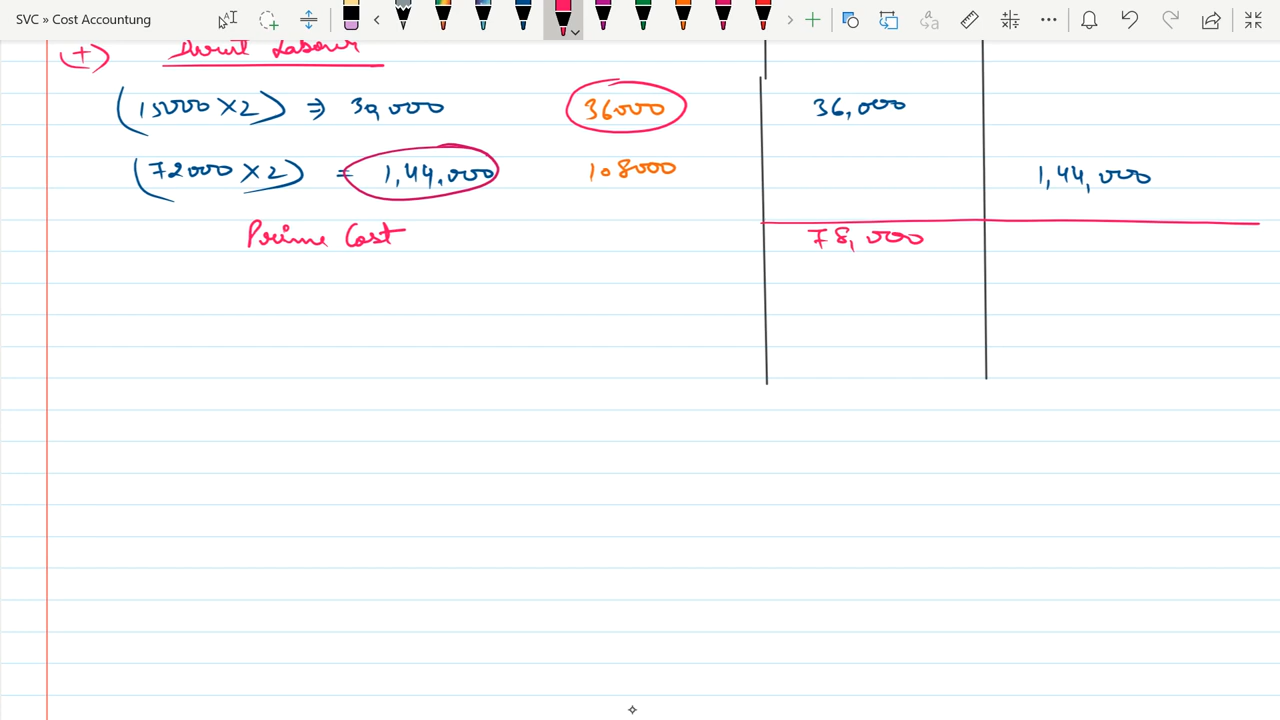 SVC » Cost Accountung
(+) Direct Labour
(15000 × 2) ⇒ 30,000 36000 36,000
(72000 × 2) = 1,44,000 108000 1,44,000
Prime Cost 78,000